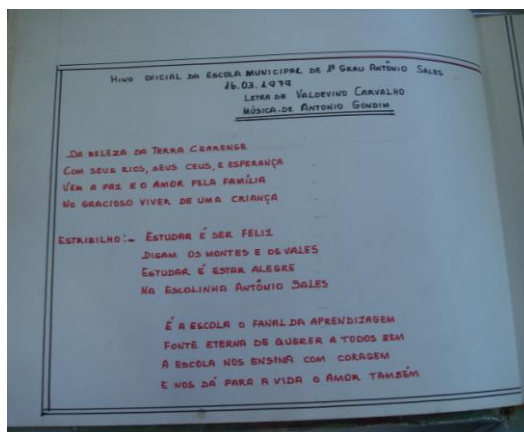 HINO OFICIAL DA ESCOLA MUNICIPAL DE 1º GRAU ANTÔNIO SALES
16.03.1979
LETRA DE VALDEVINO CARVALHO
MÚSICA-DE ANTONIO GONDIM
DA BELEZA DA TERRA CEARENSE
COM SEUS RIOS, SEUS CEUS, E ESPERANÇA
VEM A PAZ E O AMOR PELA FAMÍLIA
NO GRACIOSO VIVER DE UMA CRIANÇA
ESTRIBILHO:- ESTUDAR É SER FELIZ
DIGAM OS MONTES E OS VALES
ESTUDAR É ESTAR ALEGRE
NA ESCOLINHA ANTÔNIO SALES
É A ESCOLA O FANAL DA APRENDIZAGEM
FONTE ETERNA DE QUERER A TODOS BEM
A ESCOLA NOS ENSINA COM CORAGEM
E NOS DÁ PARA A VIDA O AMOR TAMBÉM